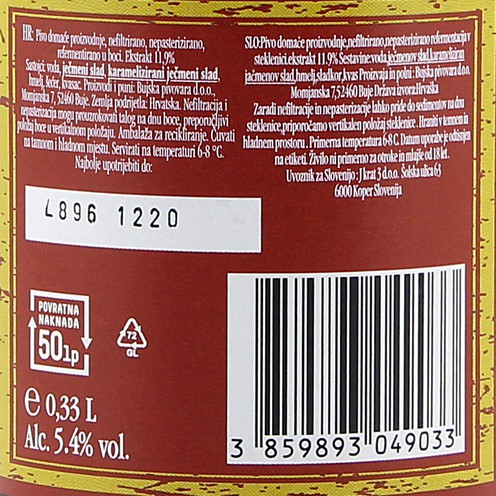 HR: Pivo domaće proizvodnje, nefiltrirano, nepasterizirano,
refermentirano u boci. Ekstrakt 11,9%
Sastojci: voda, ječmeni slad, karamelizirani ječmeni slad,
hmelj, šećer, kvasac. Proizvodi i puni: Bujska pivovara d.o.o.,
Momjanska 7, 52460 Buje. Zemlja podrijetla: Hrvatska. Nefiltracija i
nepasterizacija mogu prouzrokovati talog na dnu boce, preporučljivi
položaj boce u vertikalnom položaju. Ambalaža za recikliranje. Čuvati
na tamnom i hladnom mjestu. Servirati na temperaturi 6-8°C.
Najbolje upotrijebiti do:
SLO:Pivo domače proizvodnje,nefiltrirano,nepasterizirano refermentacija v
steklenici.ekstrakt 11,9% Sestavine:voda,ječmenov slad,karameliziran
ječmenov slad,hmelj,sladkor,kvas Proizvaja in polni: Bujska pivovara d.o.o.
Momjanska 7,52460 Buje Država izvora:Hrvaška
Zaradi nefiltracije in nepasterizacije lahko pride do sedimentov na dnu
steklenice,priporočamo vertikalen položaj steklenice . Hraniti v temnem in
hladnem prostoru . Primerna temperatura 6-8 C. Datum uporabe je odisnjen
na etiketi. Živilo ni primerno za otroke in mlajše od 18 let.
Uvoznik za Slovenijo: J krat 3 d.n.o. Šolska ulica 63
6000 Koper Slovenija
L896 1220
POVRATNA
NAKNADA
50lp
72
GL
e 0,33 L
Alc. 5.4% vol.
3 859893 049033